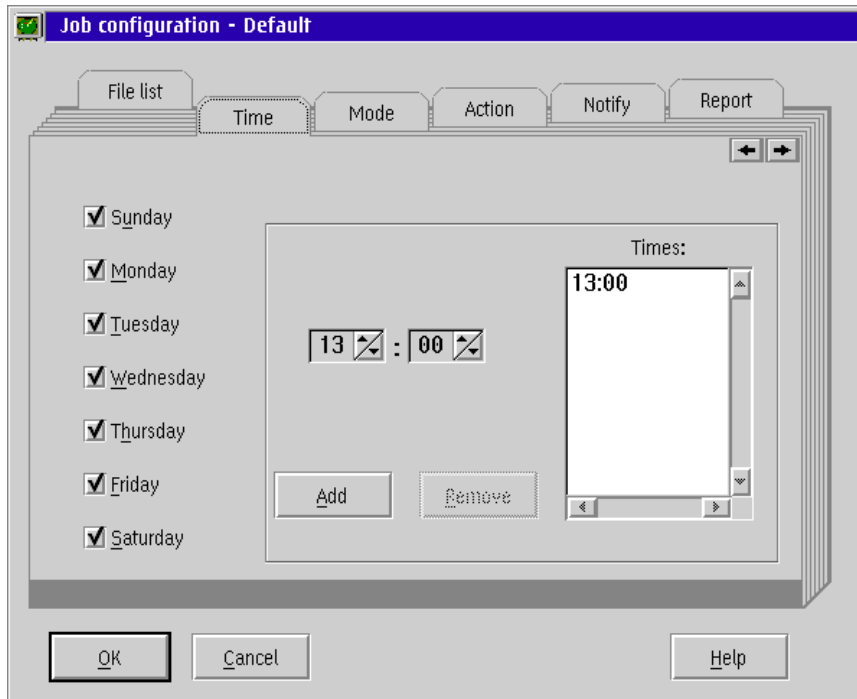 Job configuration - Default
File list
Time
Mode
Action
Notify
Report
Sunday
Monday
Tuesday
Wednesday
Thursday
Friday
Saturday
Times:
13:00
13 : 00
Add
Remove
OK
Cancel
Help